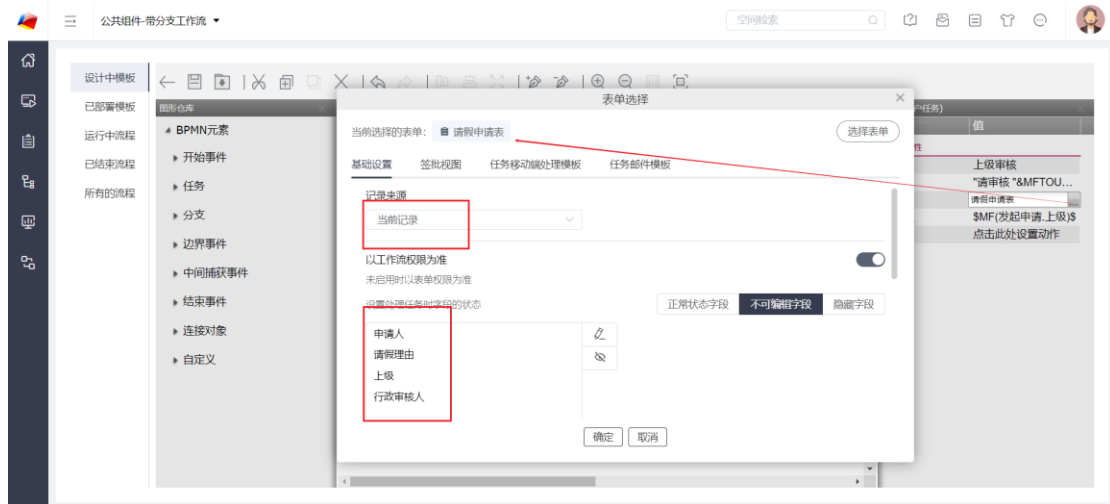 公共组件-带分支工作流
空间检索
设计中模板
已部署模板
运行中流程
已结束流程
所有的流程
图形仓库
BPMN元素
开始事件
任务
分支
边界事件
中间捕获事件
结束事件
连接对象
自定义
表单选择
当前选择的表单: 请假申请表
选择表单
基础设置 签批视图 任务移动端处理模板 任务邮件模板
记录来源
当前记录
以工作流权限为准
未启用时以表单权限为准
设置处理任务时字段的状态
正常状态字段 不可编辑字段 隐藏字段
申请人
请假理由
上级
行政审核人
确定 取消
户任务)
值
性
上级审核
"请审核 "&MFTOU...
请假申请表 ...
$MF(发起申请.上级)$
点击此处设置动作